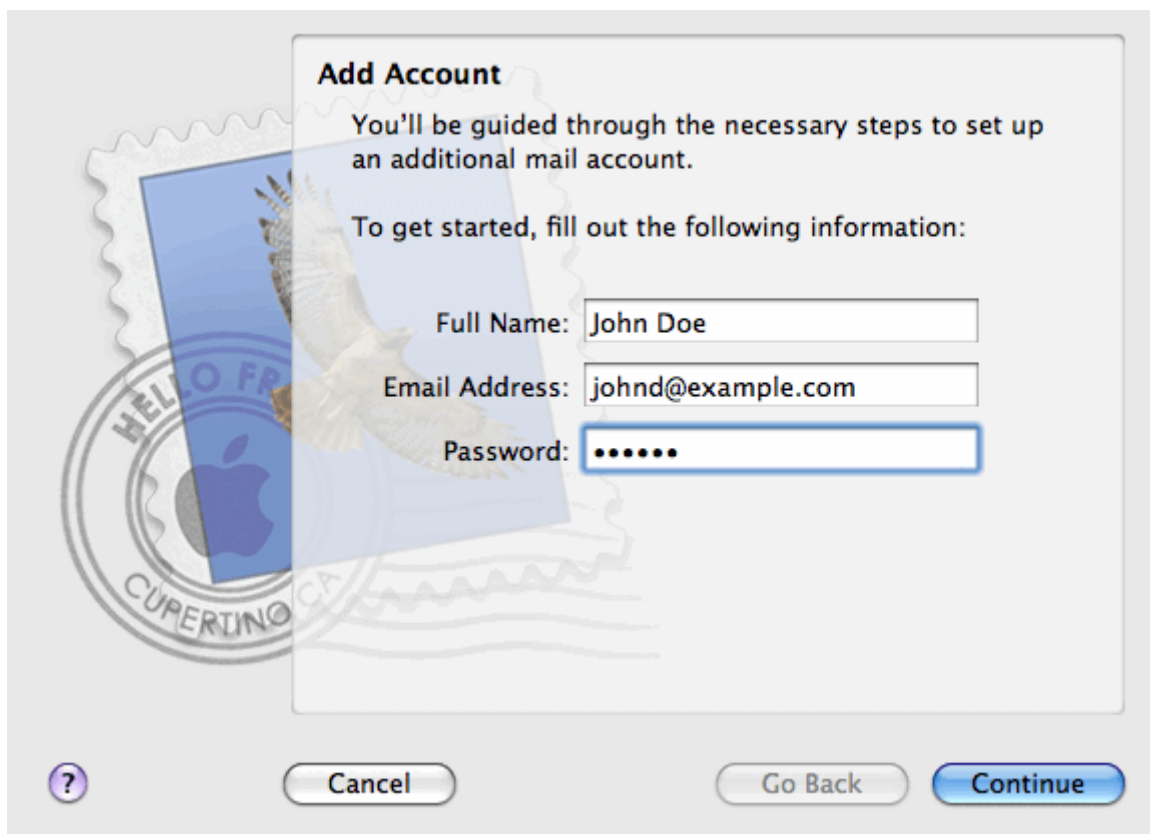 Add Account
You'll be guided through the necessary steps to set up
an additional mail account.
To get started, fill out the following information:
Full Name: John Doe
Email Address: johnd@example.com
Password: ••••••
HELLO FR
CUPERTINO CA
? Cancel Go Back Continue